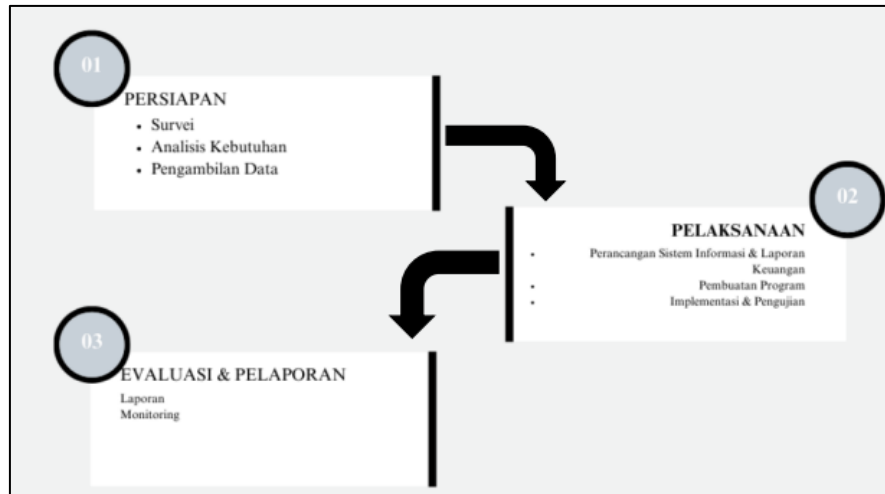 01
PERSIAPAN
• Survei
• Analisis Kebutuhan
• Pengambilan Data
02
PELAKSANAAN
• Perancangan Sistem Informasi & Laporan
Keuangan
• Pembuatan Program
• Implementasi & Pengujian
03
EVALUASI & PELAPORAN
Laporan
Monitoring